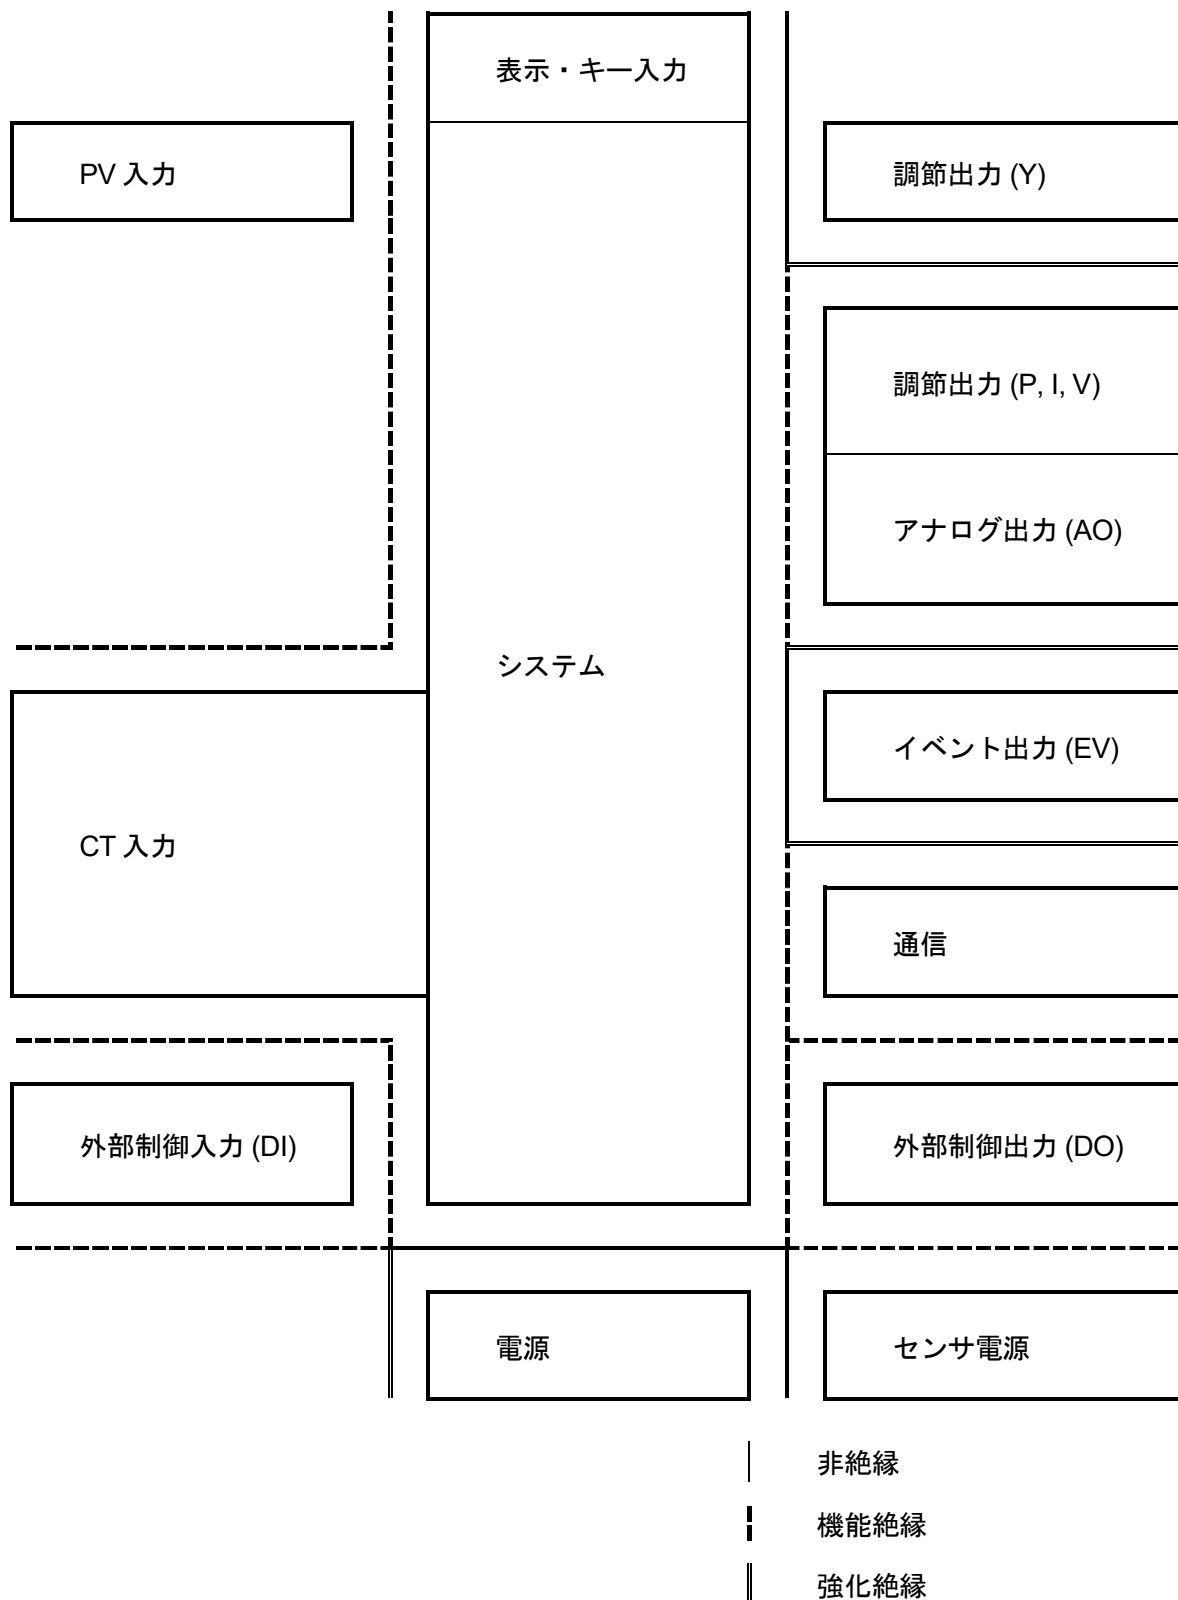 表示・キー入力
PV 入力
調節出力 (Y)
調節出力 (P, I, V)
アナログ出力 (AO)
システム
イベント出力 (EV)
CT 入力
通信
外部制御入力 (DI)
外部制御出力 (DO)
電源
センサ電源
非絶縁
機能絶縁
強化絶縁